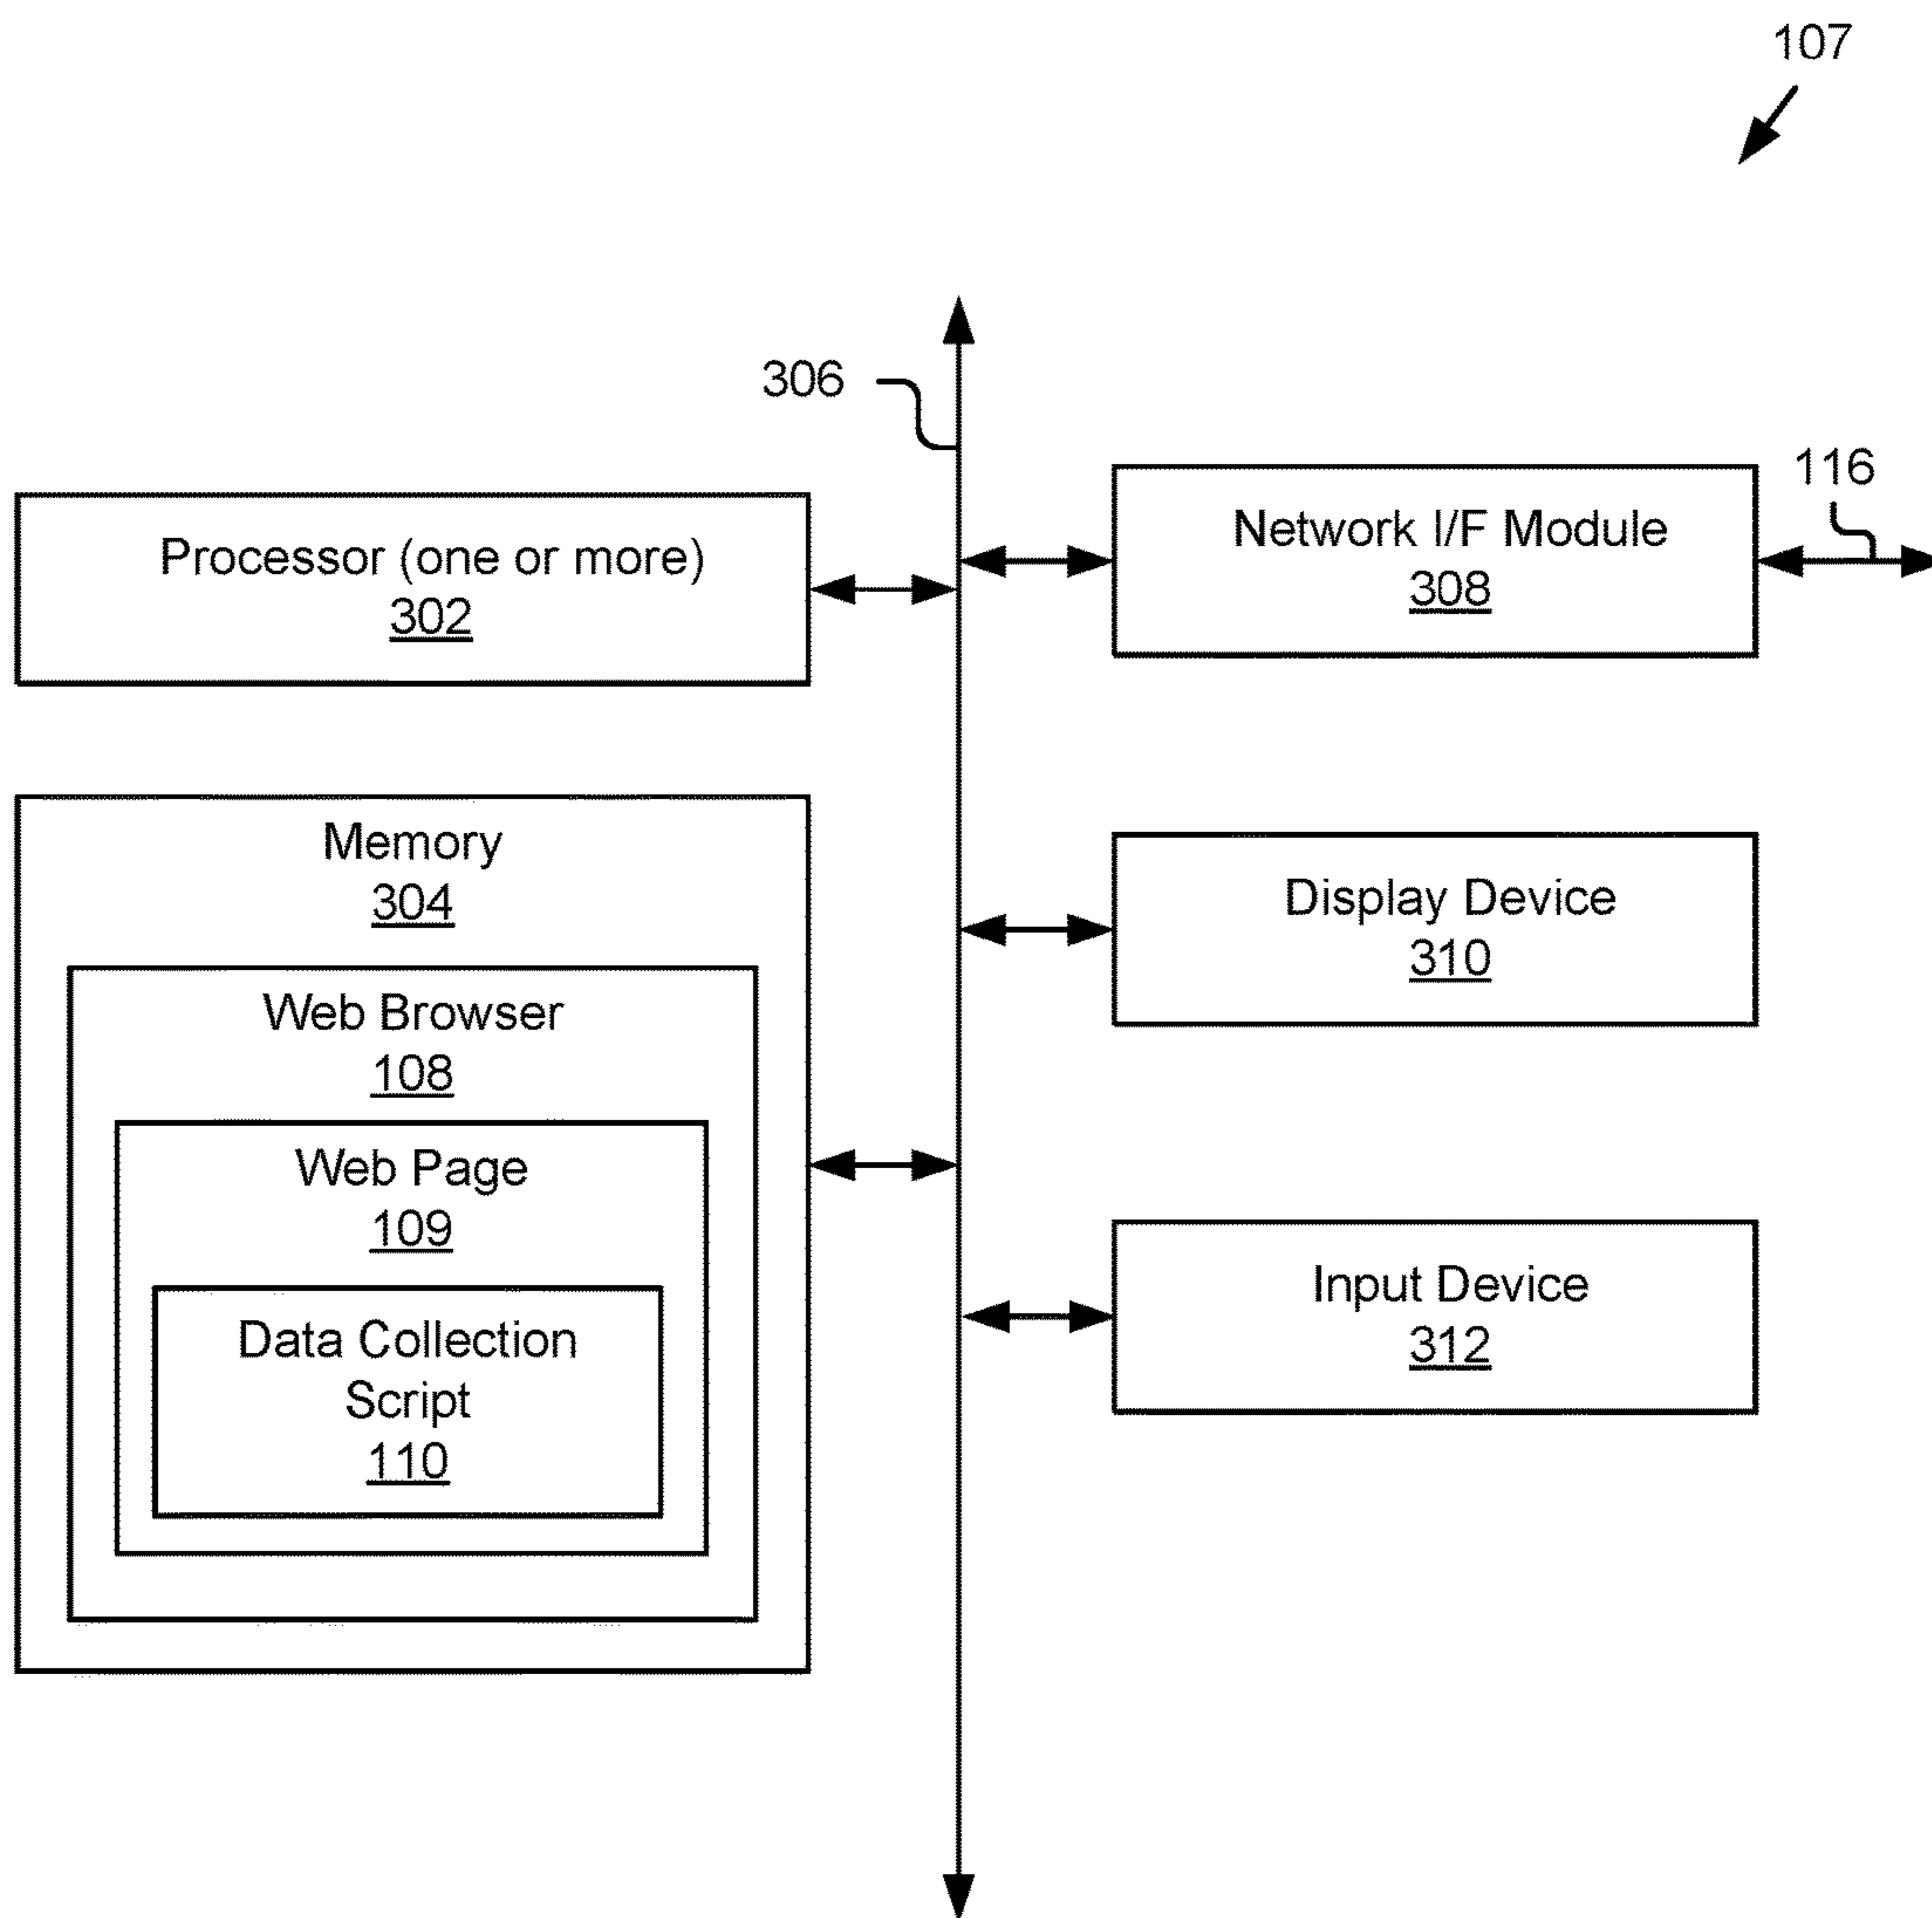 107
306
116
Processor (one or more)
302
Network I/F Module
308
Memory
304
Display Device
310
Web Browser
108
Web Page
109
Input Device
312
Data Collection
Script
110